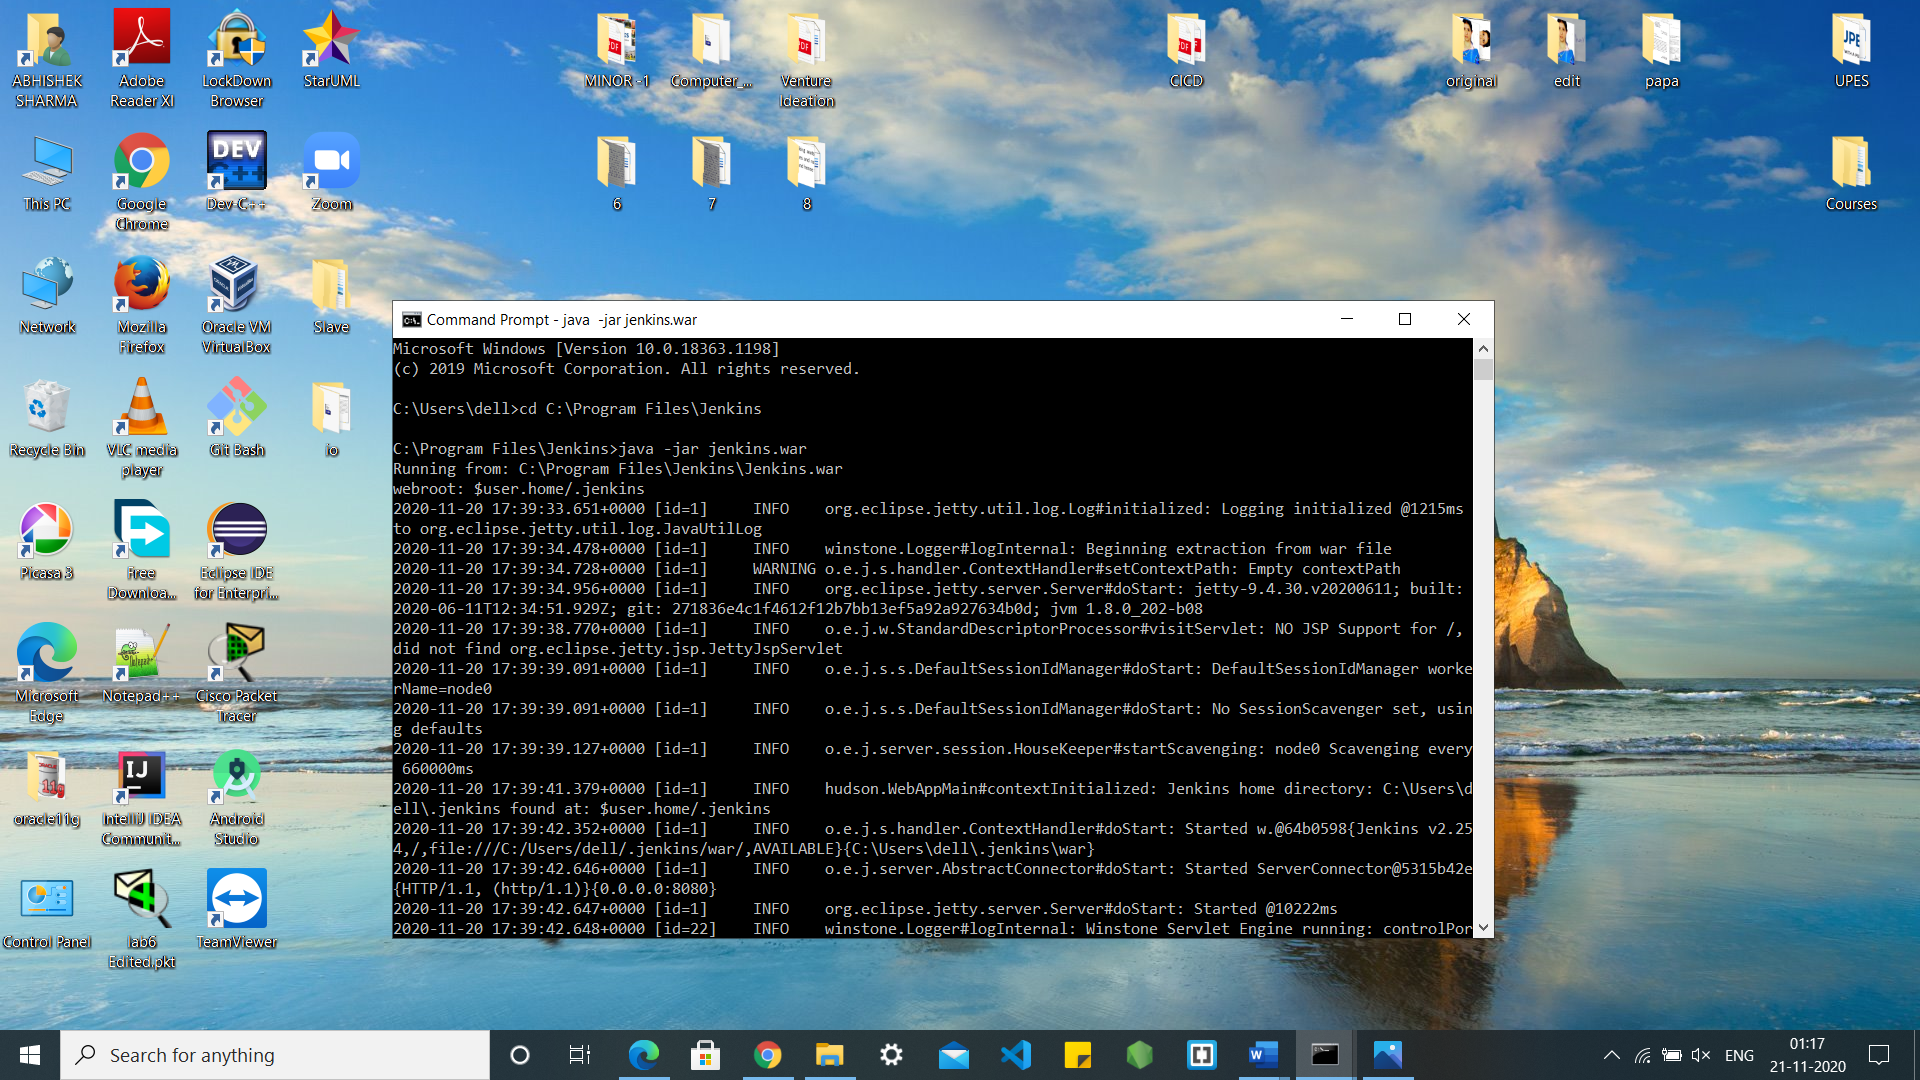 ABHISHEK
SHARMA
Adobe
Reader XI
LockDown
Browser
StarUML
MINOR -1
Computer_...
Venture
Ideation
CICD
original
edit
papa
UPES
This PC
Google
Chrome
DEV
C++
Dev-C++
Zoom
6
7
8
Courses
Network
Mozilla
Firefox
Oracle VM
VirtualBox
Slave
Recycle Bin
VLC media
player
Git Bash
io
Picasa 3
Free
Downloa...
Eclipse IDE
for Enterpri...
Microsoft
Edge
Notepad++
Cisco Packet
Tracer
oracle11g
IntelliJ IDEA
Communit...
Android
Studio
Control Panel
lab6
Edited.pkt
TeamViewer
Command Prompt - java  -jar jenkins.war
Microsoft Windows [Version 10.0.18363.1198]
(c) 2019 Microsoft Corporation. All rights reserved.
C:\Users\dell>cd C:\Program Files\Jenkins
C:\Program Files\Jenkins>java -jar jenkins.war
Running from: C:\Program Files\Jenkins\Jenkins.war
webroot: $user.home/.jenkins
2020-11-20 17:39:33.651+0000 [id=1]     INFO    org.eclipse.jetty.util.log.Log#initialized: Logging initialized @1215ms
to org.eclipse.jetty.util.log.JavaUtilLog
2020-11-20 17:39:34.478+0000 [id=1]     INFO    winstone.Logger#logInternal: Beginning extraction from war file
2020-11-20 17:39:34.728+0000 [id=1]     WARNING o.e.j.s.handler.ContextHandler#setContextPath: Empty contextPath
2020-11-20 17:39:34.956+0000 [id=1]     INFO    org.eclipse.jetty.server.Server#doStart: jetty-9.4.30.v20200611; built:
2020-06-11T12:34:51.929Z; git: 271836e4c1f4612f12b7bb13ef5a92a927634b0d; jvm 1.8.0_202-b08
2020-11-20 17:39:38.770+0000 [id=1]     INFO    o.e.j.w.StandardDescriptorProcessor#visitServlet: NO JSP Support for /,
did not find org.eclipse.jetty.jsp.JettyJspServlet
2020-11-20 17:39:39.091+0000 [id=1]     INFO    o.e.j.s.s.DefaultSessionIdManager#doStart: DefaultSessionIdManager worke
rName=node0
2020-11-20 17:39:39.091+0000 [id=1]     INFO    o.e.j.s.s.DefaultSessionIdManager#doStart: No SessionScavenger set, usin
g defaults
2020-11-20 17:39:39.127+0000 [id=1]     INFO    o.e.j.server.session.HouseKeeper#startScavenging: node0 Scavenging every
 660000ms
2020-11-20 17:39:41.379+0000 [id=1]     INFO    hudson.WebAppMain#contextInitialized: Jenkins home directory: C:\Users\d
ell\.jenkins found at: $user.home/.jenkins
2020-11-20 17:39:42.352+0000 [id=1]     INFO    o.e.j.s.handler.ContextHandler#doStart: Started w.@64b0598{Jenkins v2.25
4,/,file:///C:/Users/dell/.jenkins/war/,AVAILABLE}{C:\Users\dell\.jenkins\war}
2020-11-20 17:39:42.646+0000 [id=1]     INFO    o.e.j.server.AbstractConnector#doStart: Started ServerConnector@5315b42e
{HTTP/1.1, (http/1.1)}{0.0.0.0:8080}
2020-11-20 17:39:42.647+0000 [id=1]     INFO    org.eclipse.jetty.server.Server#doStart: Started @10222ms
2020-11-20 17:39:42.648+0000 [id=22]    INFO    winstone.Logger#logInternal: Winstone Servlet Engine running: controlPor
Search for anything
ENG
01:17
21-11-2020